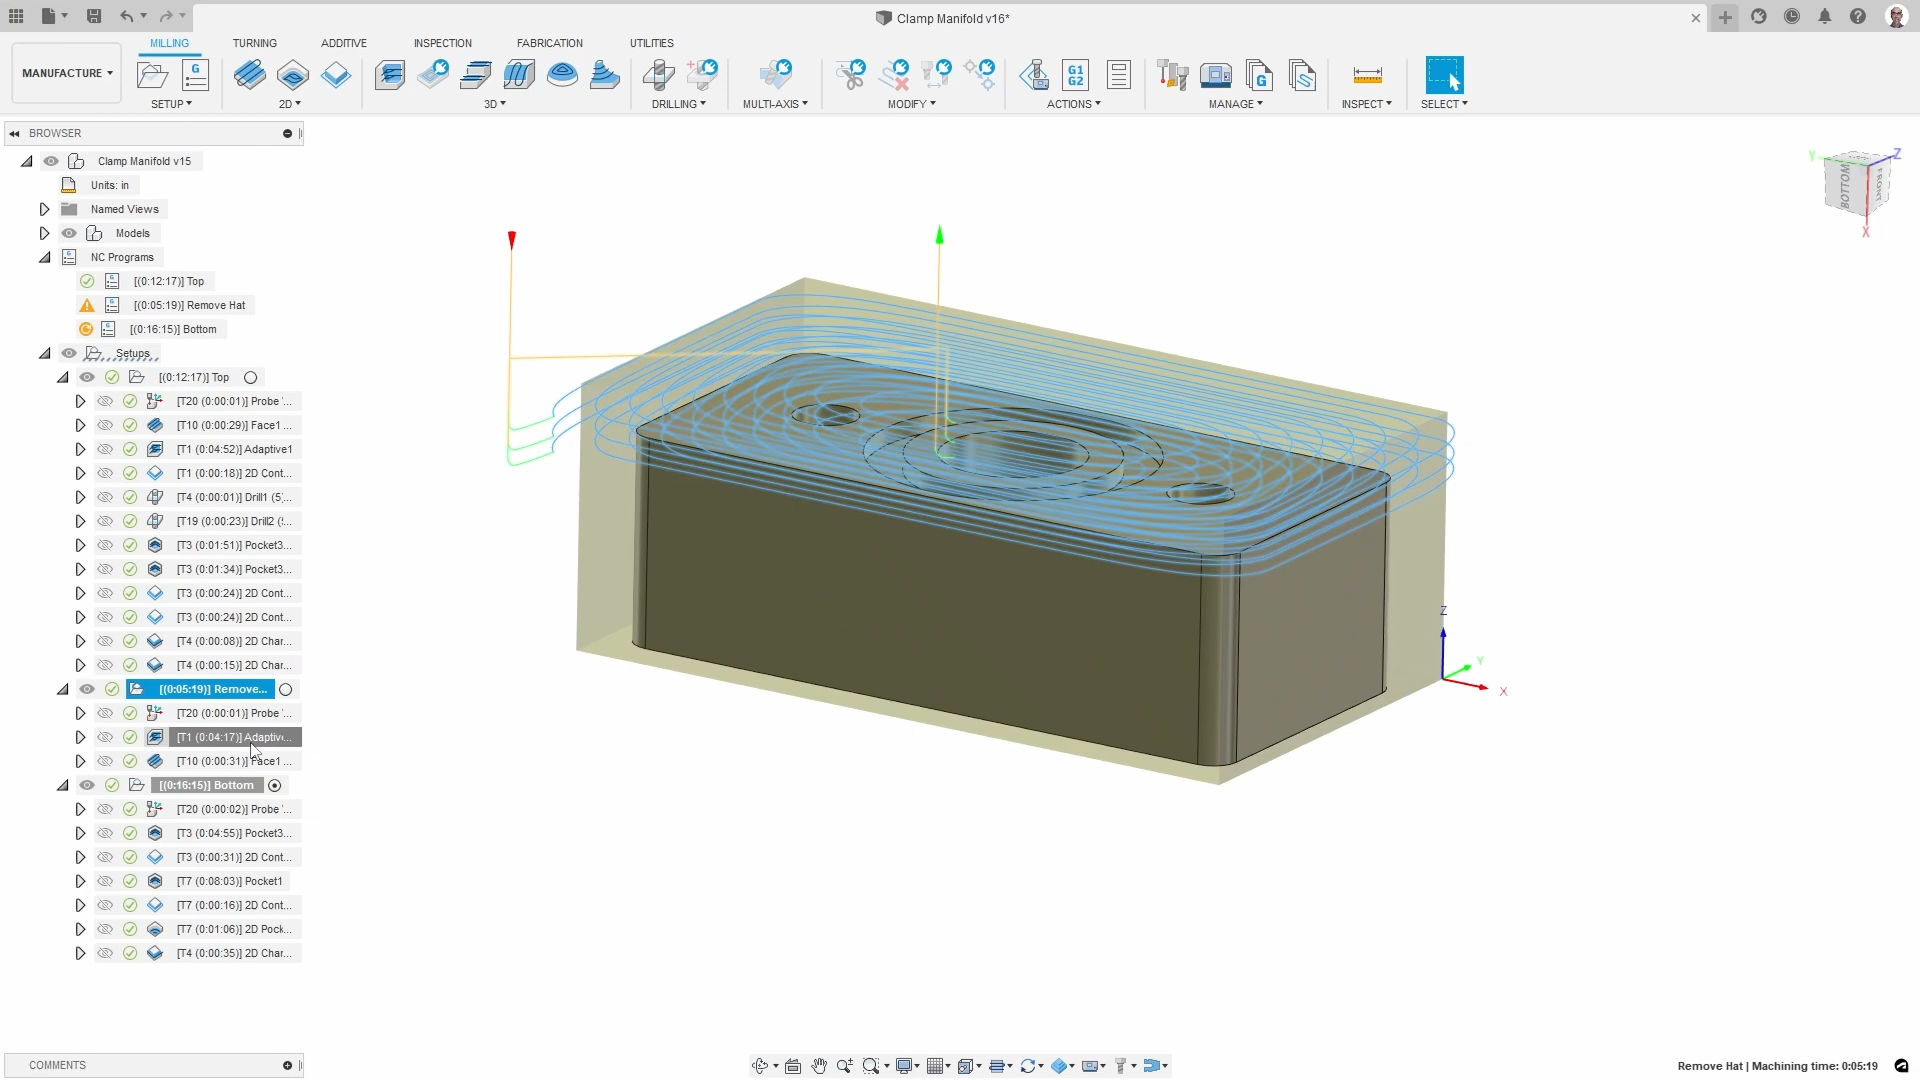 Clamp Manifold v16*
MANUFACTURE
MILLING
TURNING
ADDITIVE
INSPECTION
FABRICATION
UTILITIES
SETUP
2D
3D
DRILLING
MULTI-AXIS
MODIFY
G1
G2
ACTIONS
MANAGE
INSPECT
SELECT
BROWSER
Clamp Manifold v15
Units: in
Named Views
Models
NC Programs
[(0:12:17)] Top
[(0:05:19)] Remove Hat
[(0:16:15)] Bottom
Setups
[(0:12:17)] Top
[T20 (0:00:01)] Probe '...
[T10 (0:00:29)] Face1 ...
[T1 (0:04:52)] Adaptive1
[T1 (0:00:18)] 2D Cont...
[T4 (0:00:01)] Drill1 (5)...
[T19 (0:00:23)] Drill2 (!...
[T3 (0:01:51)] Pocket3...
[T3 (0:01:34)] Pocket3...
[T3 (0:00:24)] 2D Cont...
[T3 (0:00:24)] 2D Cont...
[T4 (0:00:08)] 2D Char...
[T4 (0:00:15)] 2D Char...
[(0:05:19)] Remove...
[T20 (0:00:01)] Probe '...
[T1 (0:04:17)] Adaptiv...
[T10 (0:00:31)] Face1 ...
[(0:16:15)] Bottom
[T20 (0:00:02)] Probe '...
[T3 (0:04:55)] Pocket3...
[T3 (0:00:31)] 2D Cont...
[T7 (0:08:03)] Pocket1
[T7 (0:00:16)] 2D Cont...
[T7 (0:01:06)] 2D Pock...
[T4 (0:00:35)] 2D Char...
Y
Z
BOTTOM
FRONT
X
Z
Y
X
COMMENTS
Remove Hat | Machining time: 0:05:19